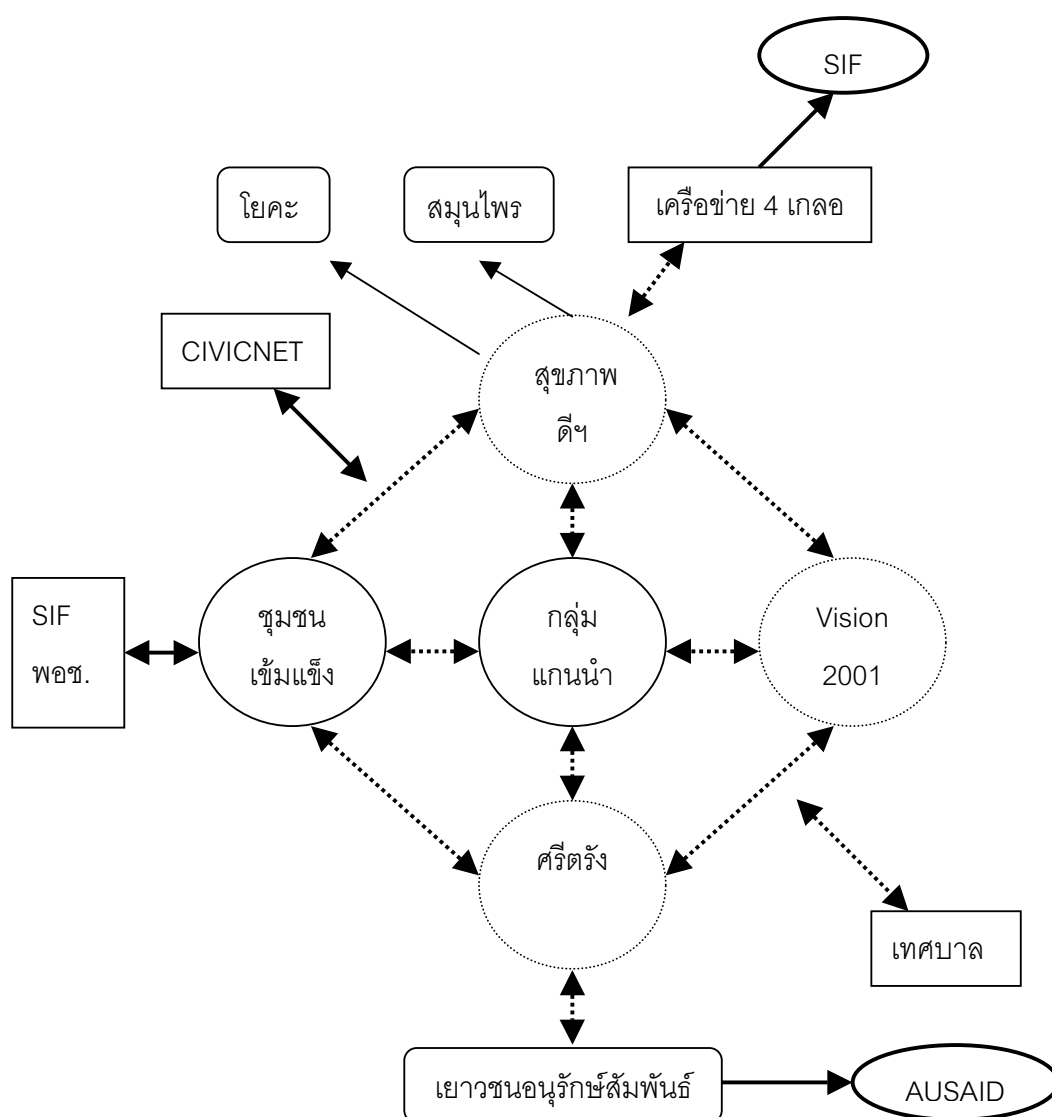 SIF
โยคะ
สมุนไพร
เครือข่าย 4 เกลอ
CIVICNET
สุขภาพ
ดีฯ
SIF
พอช.
ชุมชน
เข้มแข็ง
กลุ่ม
แกนนำ
Vision
2001
ศรีตรัง
เทศบาล
เยาวชนอนุรักษ์สัมพันธ์
AUSAID